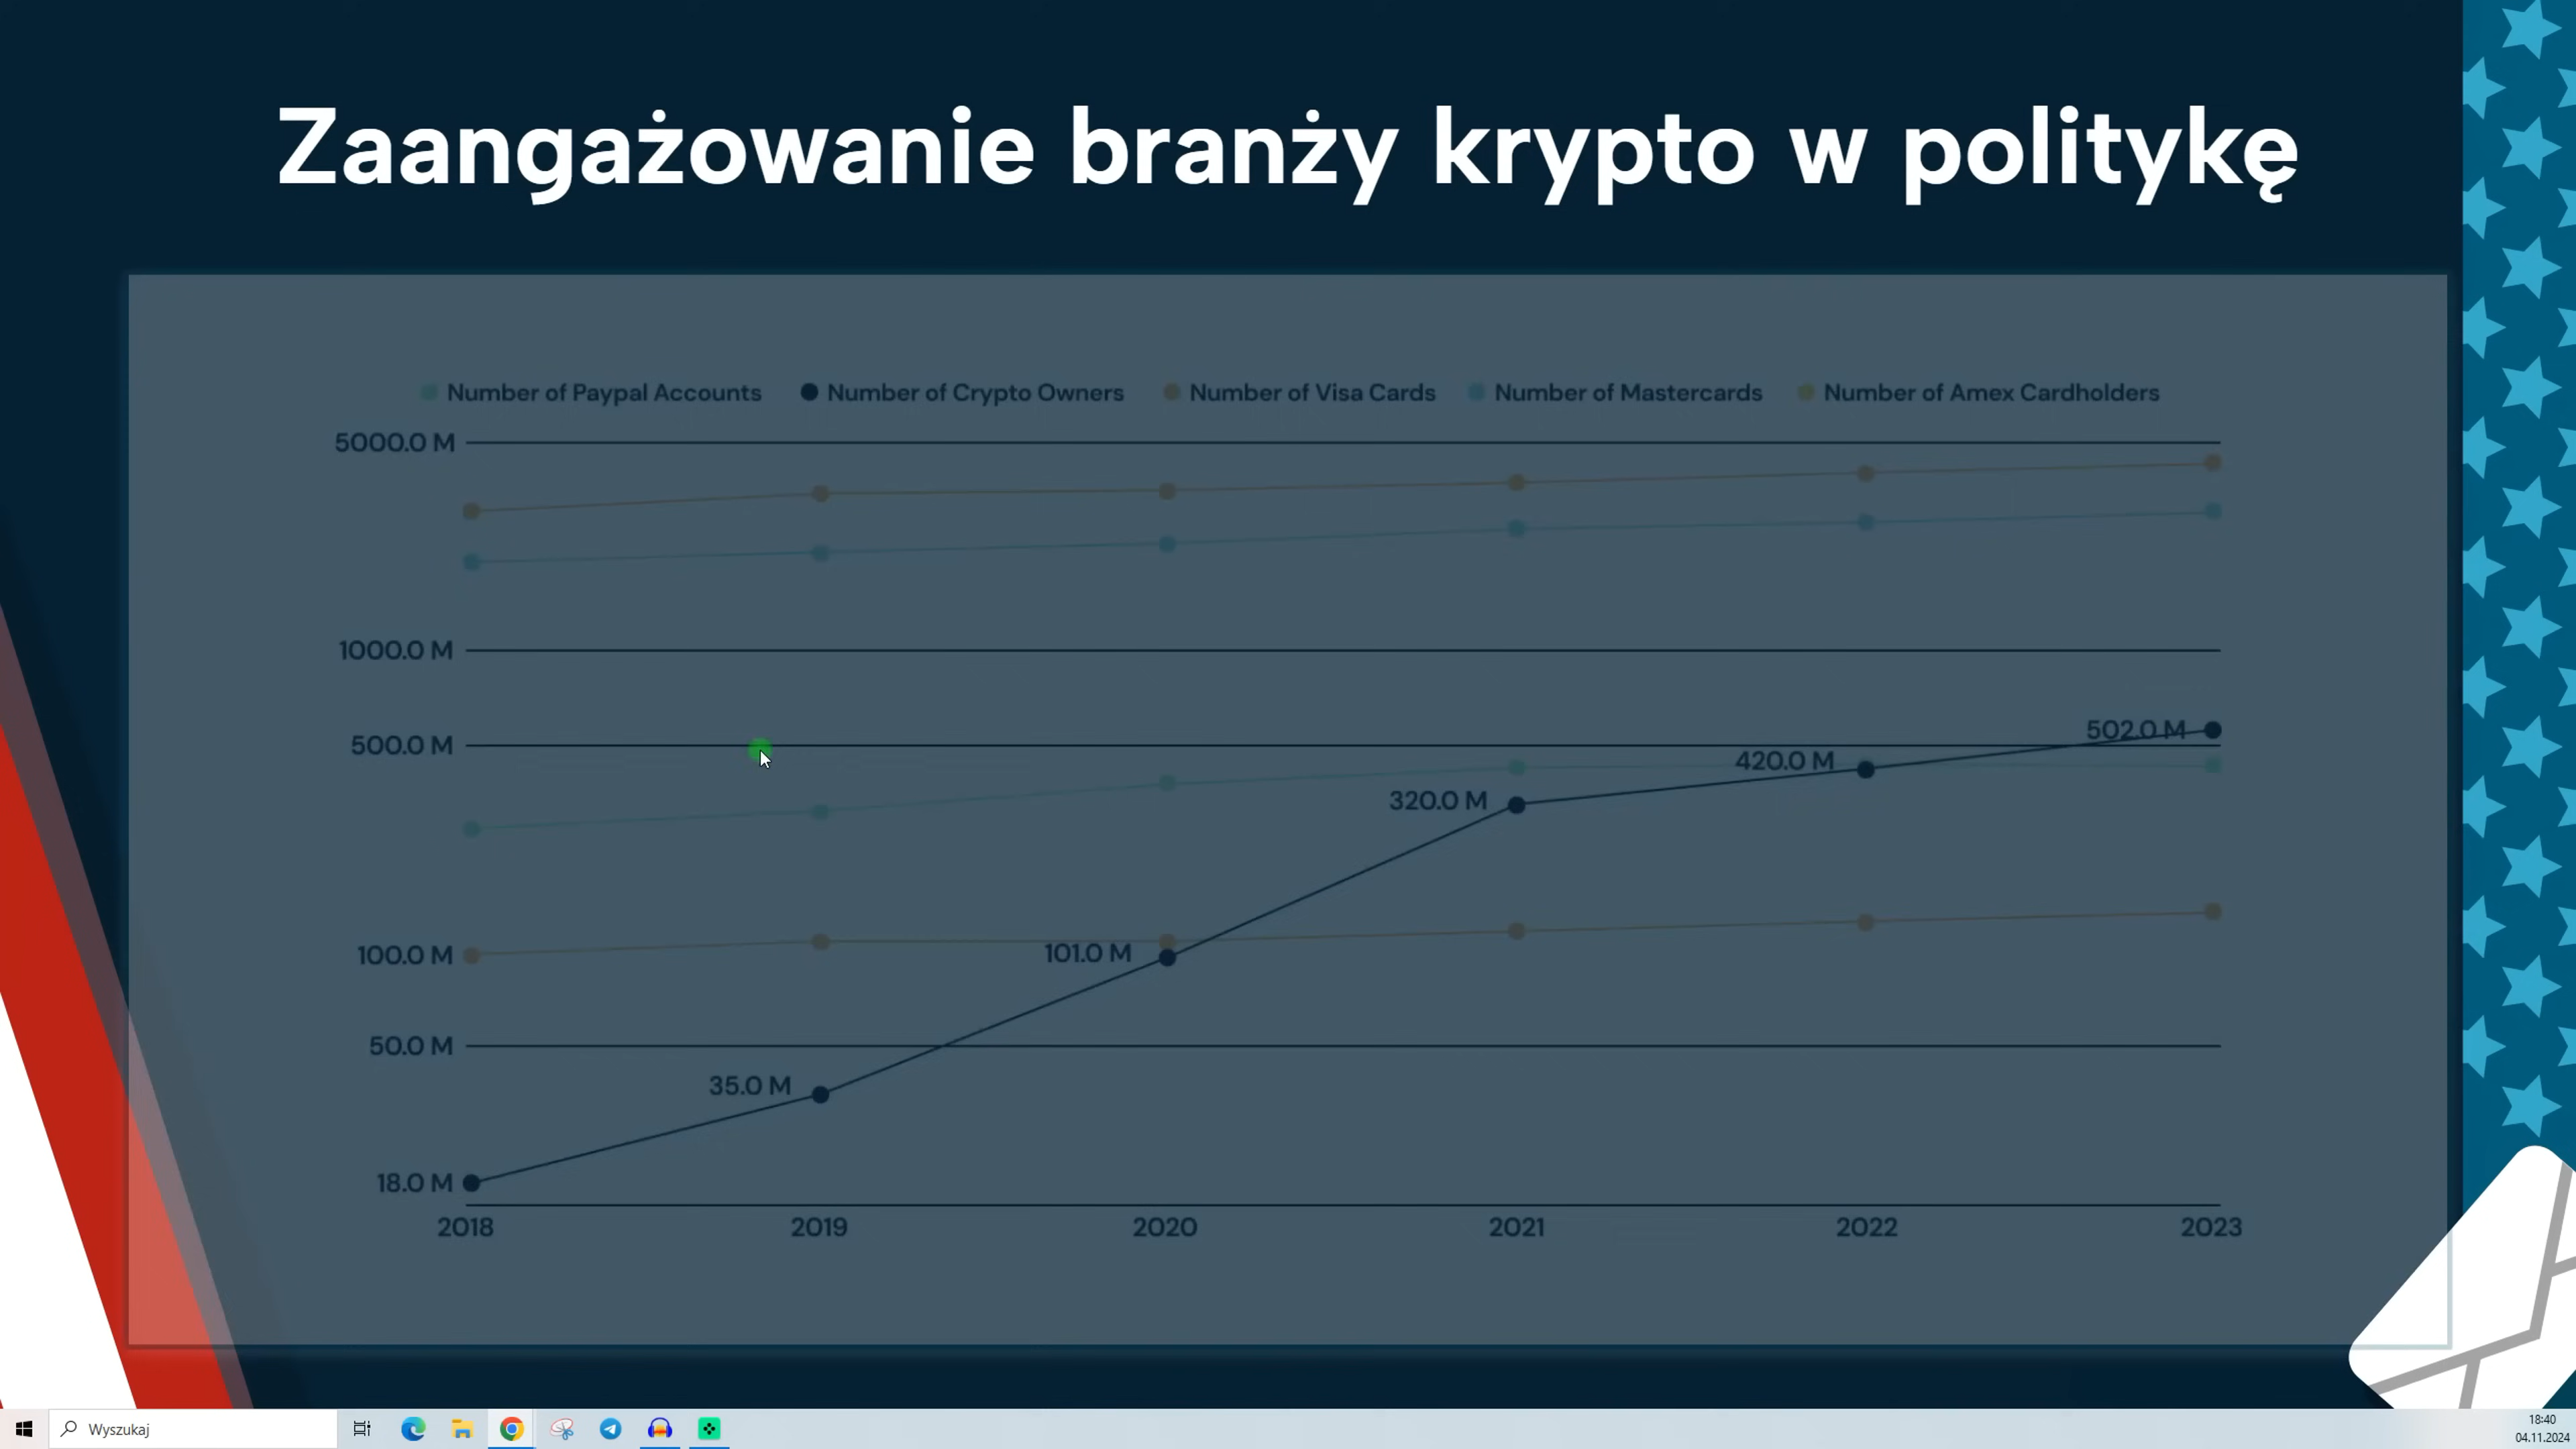 Zaangażowanie branży krypto w politykę
Number of Paypal Accounts Number of Crypto Owners Number of Visa Cards Number of Mastercards Number of Amex Cardholders
5000.0 M
1000.0 M
500.0 M
502.0 M
420.0 M
320.0 M
100.0 M
101.0 M
50.0 M
35.0 M
18.0 M
2018 2019 2020 2021 2022 2023
Wyszukaj
18:40
04.11.2024